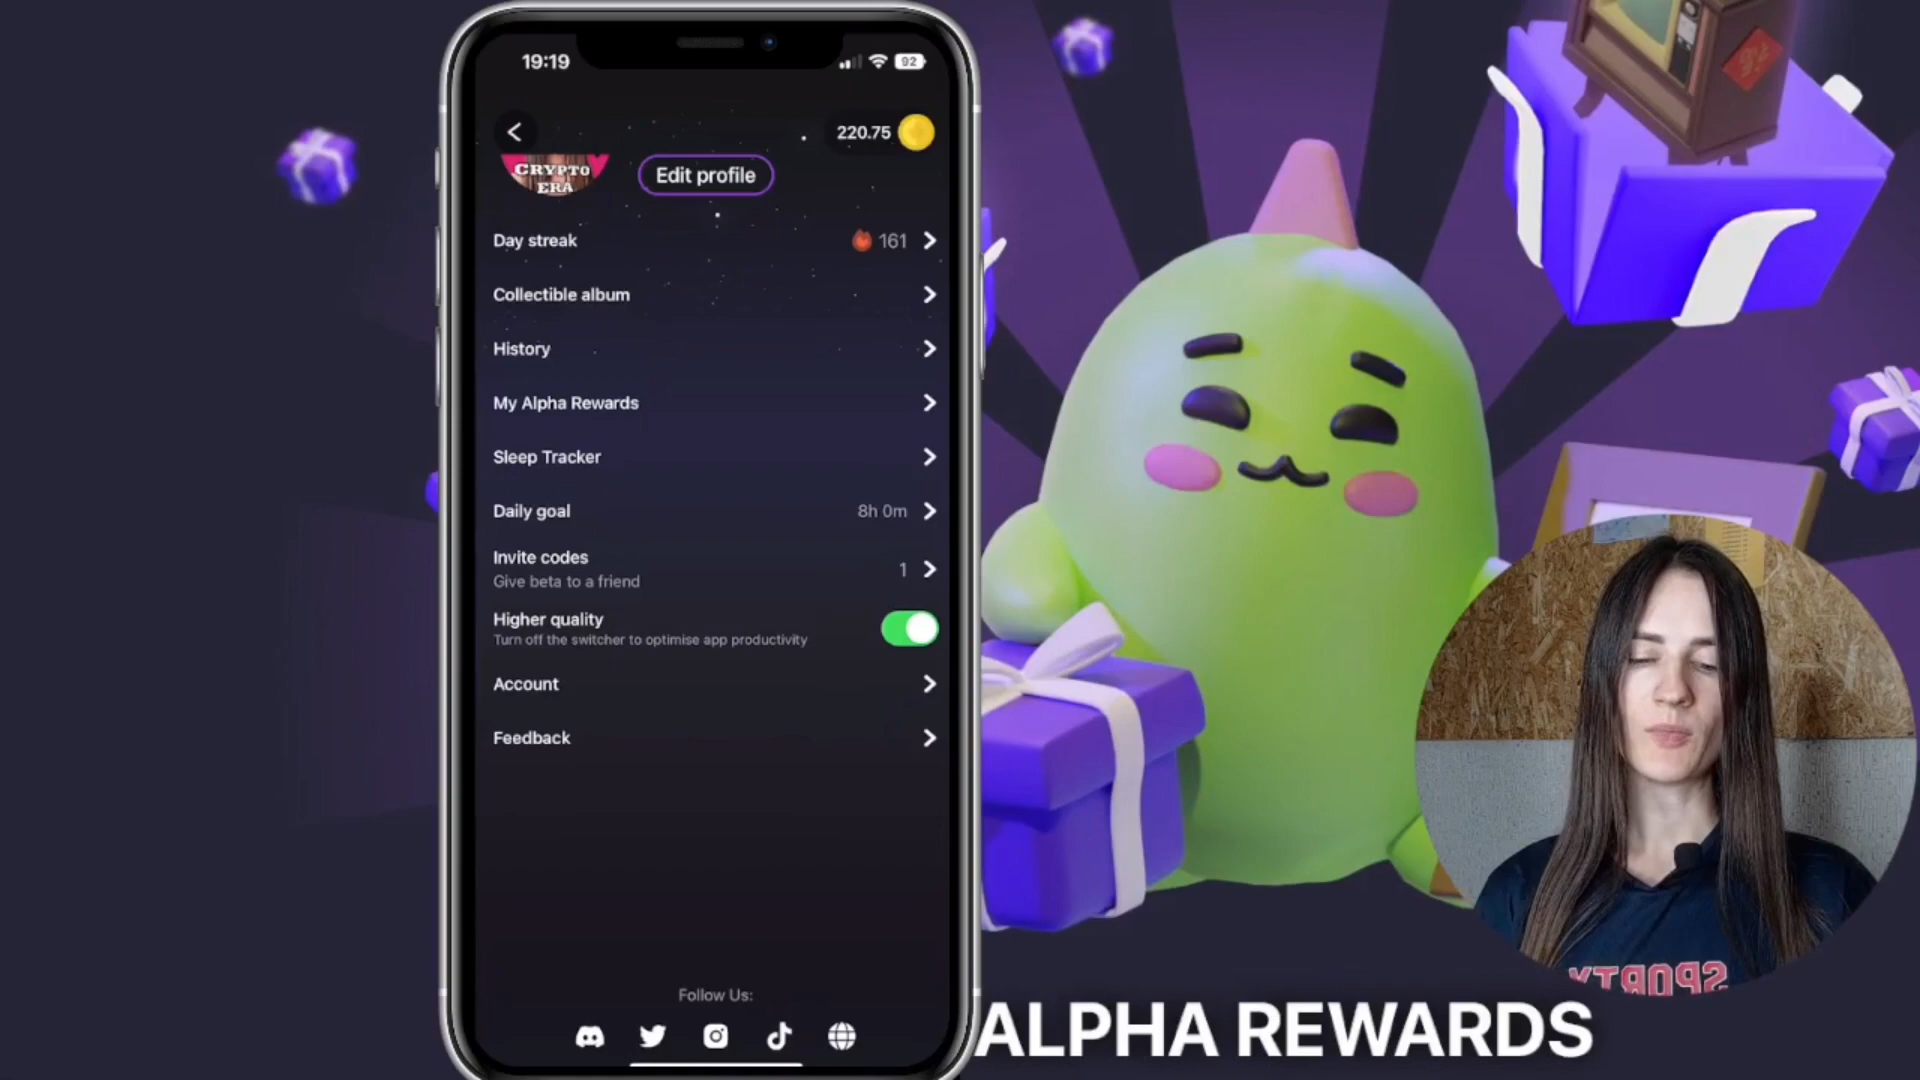 19:19
92
220.75
CRYPTO
ERA
Edit profile
Day streak
161
Collectible album
History
My Alpha Rewards
Sleep Tracker
Daily goal
8h 0m
Invite codes
Give beta to a friend
1
Higher quality
Turn off the switcher to optimise app productivity
Account
Feedback
Follow Us:
SPORTY
ALPHA REWARDS